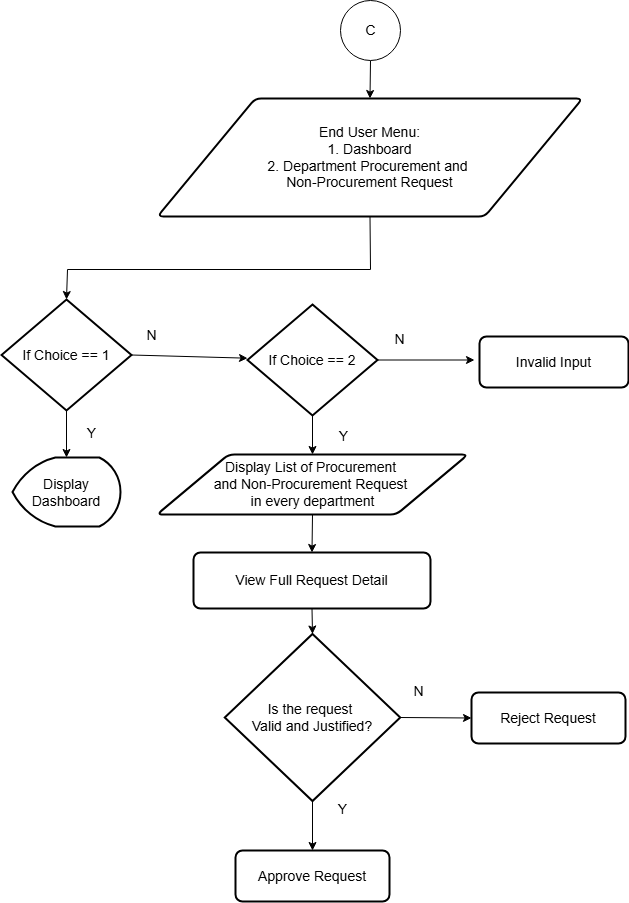 C
End User Menu:
1. Dashboard
2. Department Procurement and
Non-Procurement Request
N
N
If Choice == 1
If Choice == 2
Invalid Input
Y
Y
Display
Dashboard
Display List of Procurement
and Non-Procurement Request
in every department
View Full Request Detail
N
Is the request
Valid and Justified?
Reject Request
Y
Approve Request